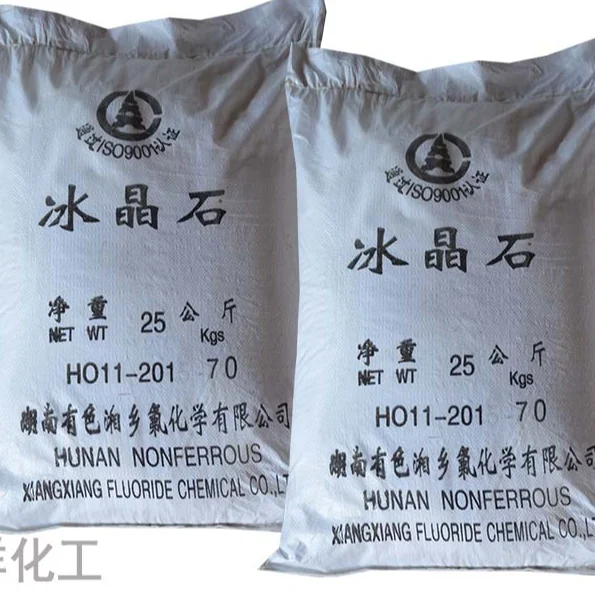 通过ISO9001认证
冰晶石
净重 25 公斤
NET WT Kgs
HO11-201 70
湖南有色湘乡氟化学有限公司
HUNAN NONFERROUS
XIANGXIANG FLUORIDE CHEMICAL CO.,LT
通过ISO9001认证
冰晶石
净重 25 公斤
NET WT Kgs
HO11-201 -70
湖南有色湘乡氟化学有限公司
HUNAN NONFERROUS
XIANGXIANG FLUORIDE CHEMICAL CO.,LTD
化工